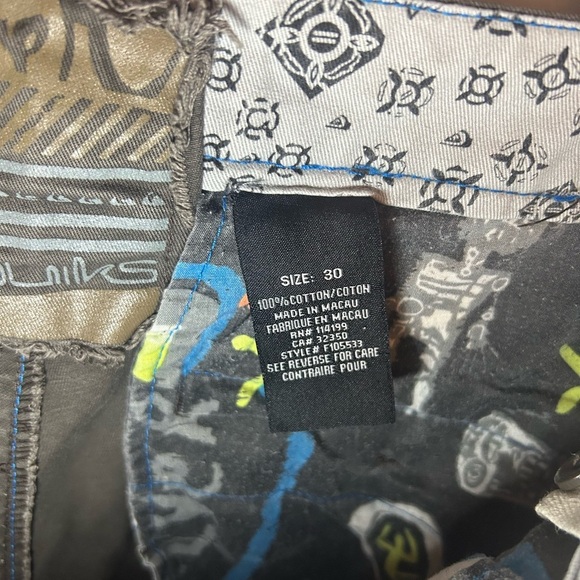 SIZE: 30
100%COTTON/COTON
MADE IN MACAU
FABRIQUE EN MACAU
RN# 114199
CA# 32350
STYLE# F105533
SEE REVERSE FOR CARE
CONTRAIRE POUR